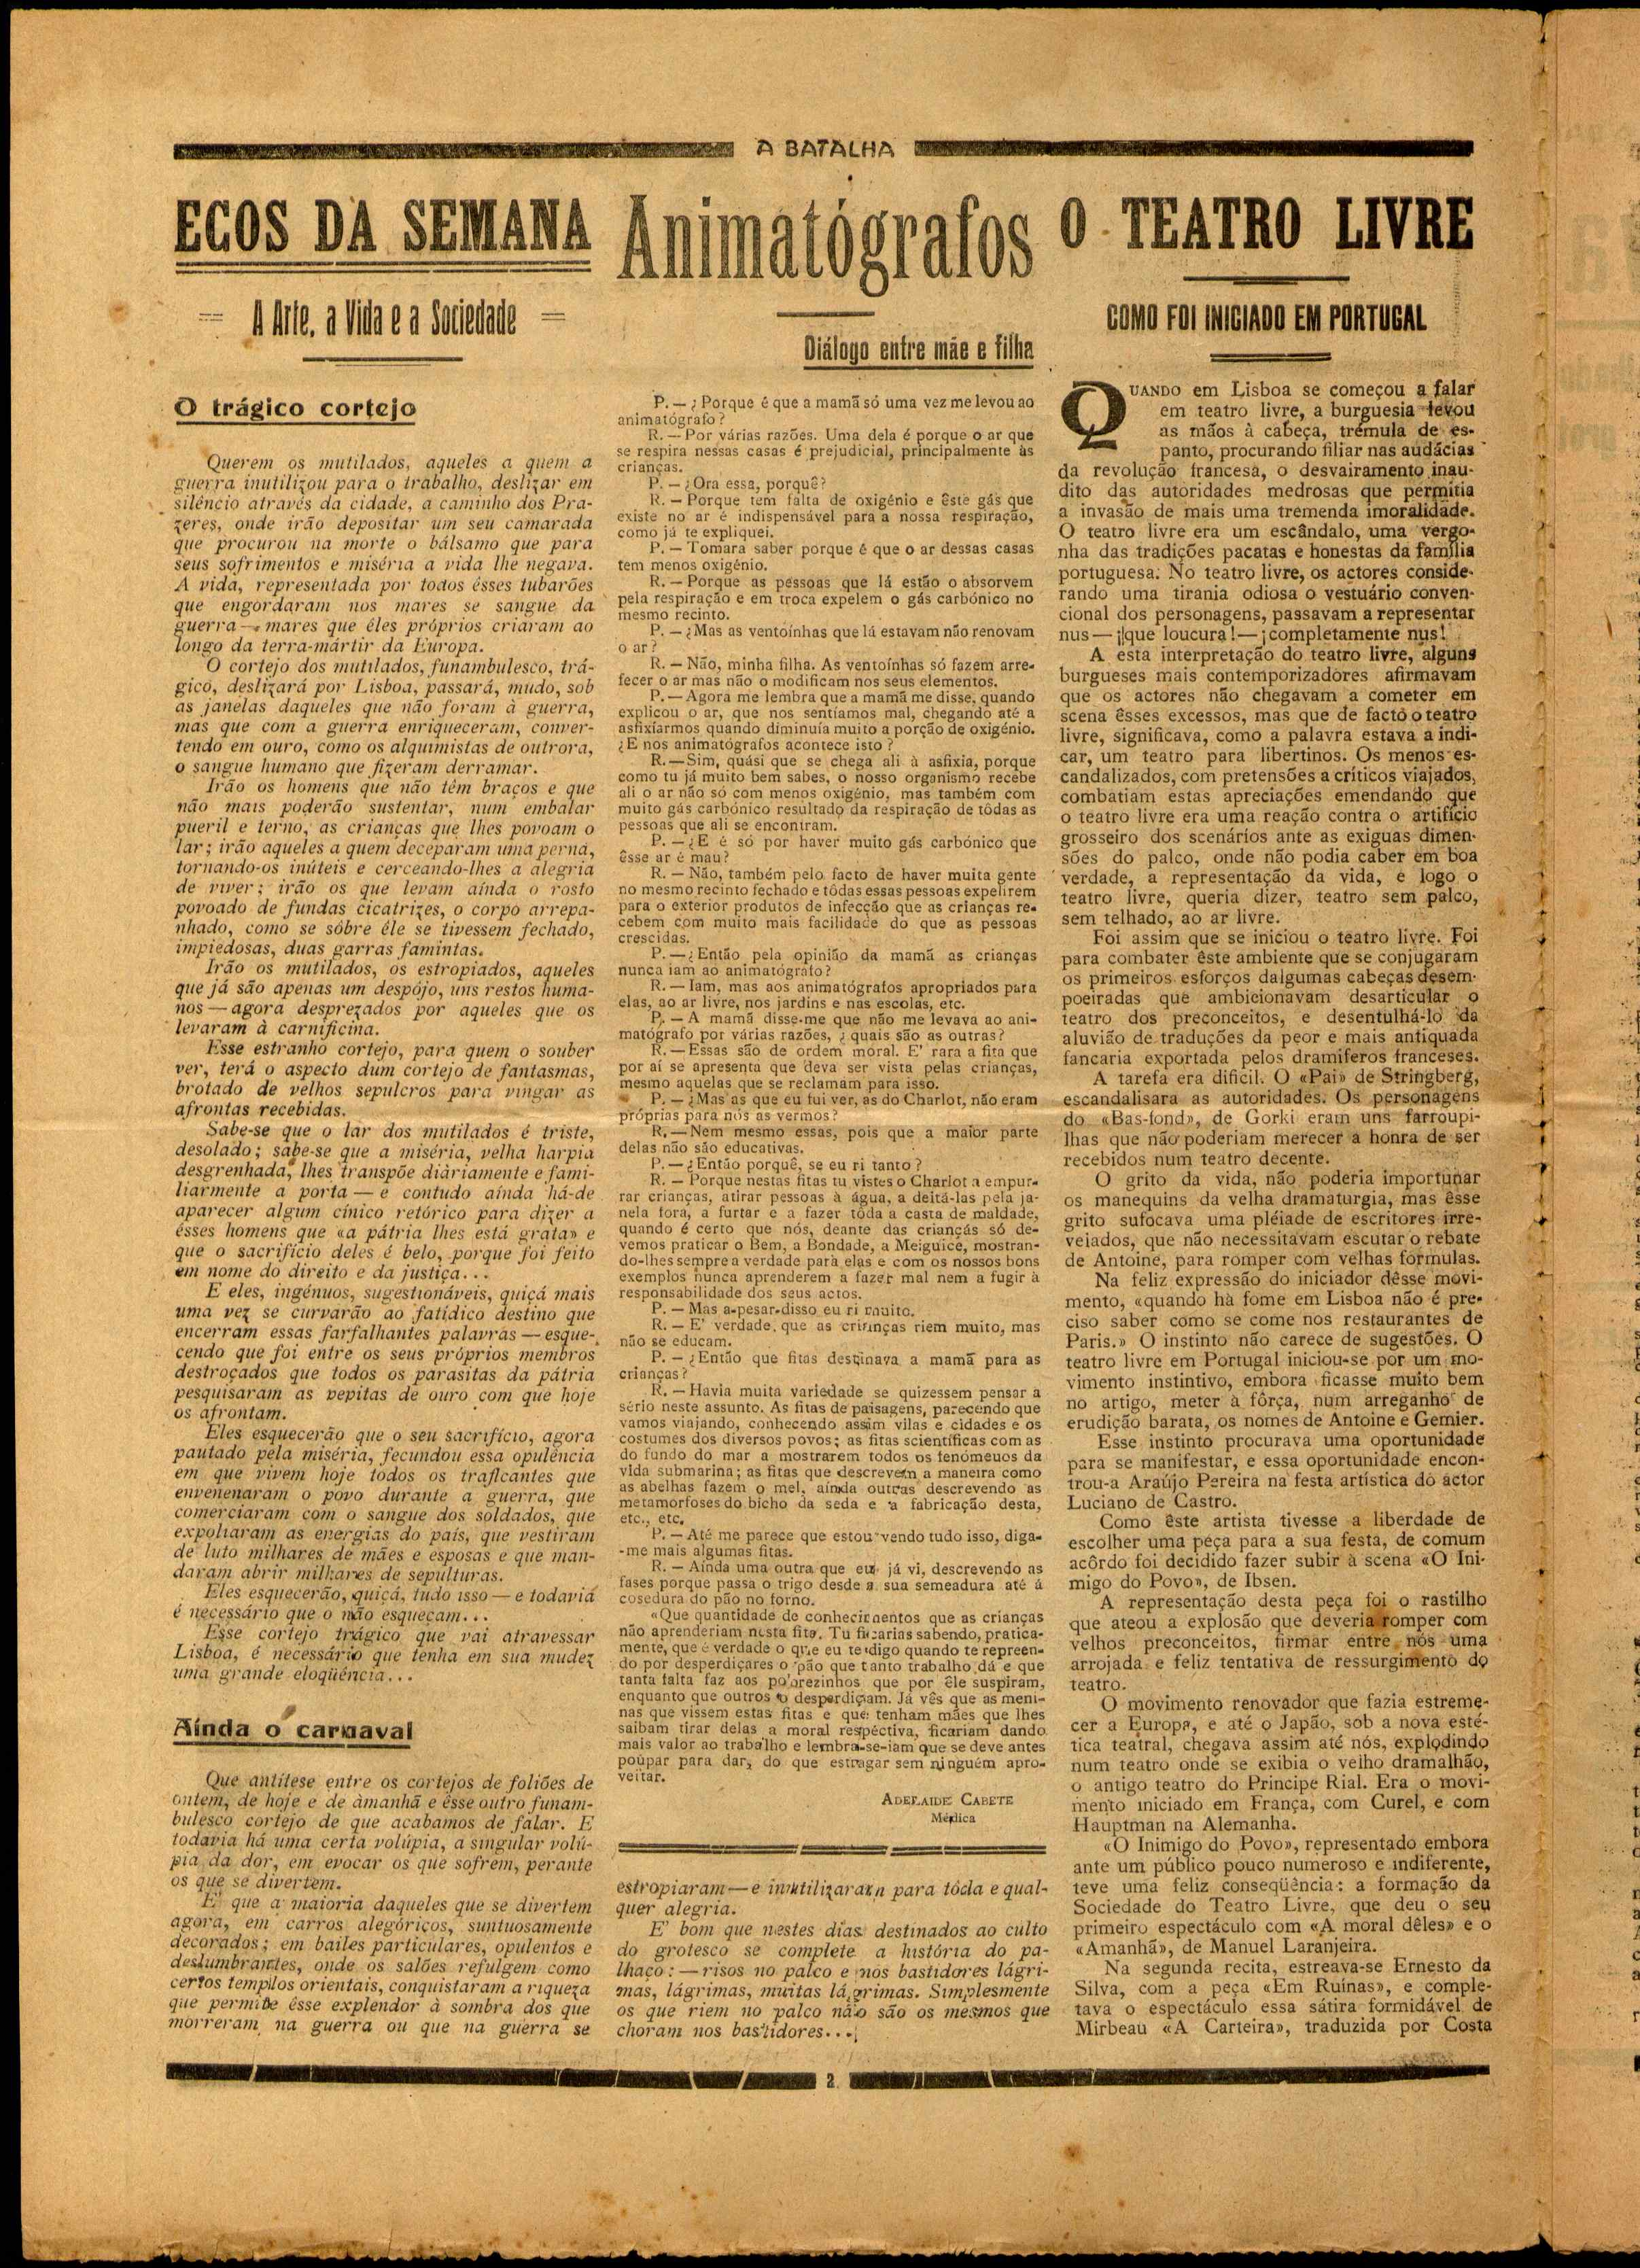 A BATALHA
ECOS DA SEMANA
A Arte, a Vida e a Sociedade
O trágico cortejo
Querem os mutilados, aqueles a quem a
guerra inutilizou para o trabalho, deslizar em
silêncio através da cidade, a caminho dos Pra-
zeres, onde irão depositar um seu camarada
que procurou na morte o bálsamo que para
seus sofrimentos e miséria a vida lhe negava.
A vida, representada por todos êsses tubarões
que engordaram nos mares se sangue da
guerra — mares que êles próprios criaram ao
longo da terra-mártir da Europa.
O cortejo dos mutilados, funambulesco, trá-
gico, deslizará por Lisboa, passará, mudo, sob
as janelas daqueles que não foram à guerra,
mas que com a guerra enriqueceram, conver-
tendo em ouro, como os alquimistas de outrora,
o sangue humano que fizeram derramar.
Irão os homens que não têm braços e que
não mais poderão sustentar, num embalar
pueril e terno, as crianças que lhes povoam o
lar; irão aqueles a quem deceparam uma perna,
tornando-os inúteis e cerceando-lhes a alegria
de viver; irão os que levam aínda o rosto
povoado de fundas cicatrizes, o corpo arrepa-
nhado, como se sôbre êle se tivessem fechado,
impiedosas, duas garras famintas.
Irão os mutilados, os estropiados, aqueles
que já são apenas um despôjo, uns restos huma-
nos — agora desprezados por aqueles que os
levaram à carnificina.
Esse estranho cortejo, para quem o souber
ver, terá o aspecto dum cortejo de fantasmas,
brotado de velhos sepulcros para vingar as
afrontas recebidas.
Sabe-se que o lar dos mutilados é triste,
desolado; sabe-se que a miséria, velha harpia
desgrenhada, lhes transpõe diàriamente e fami-
liarmente a porta — e contudo aínda há-de
aparecer algum cínico retórico para dizer a
êsses homens que «a pátria lhes está grata» e
que o sacrifício deles é belo, porque foi feito
em nome do direito e da justiça...
E eles, ingénuos, sugestionáveis, quiçá mais
uma vez se curvarão ao fatídico destino que
encerram essas farfalhantes palavras — esque-
cendo que foi entre os seus próprios membros
destroçados que todos os parasitas da pátria
pesquisaram as pepitas de ouro com que hoje
os afrontam.
Eles esquecerão que o seu sacrifício, agora
pautado pela miséria, fecundou essa opulência
em que vivem hoje todos os traficantes que
envenenaram o povo durante a guerra, que
comerciaram com o sangue dos soldados, que
expoliaram as energias do país, que vestiram
de luto milhares de mães e esposas e que man-
daram abrir milhares de sepulturas.
Eles esquecerão, quiçá, tudo isso — e todavia
é necessário que o não esqueçam...
Esse cortejo trágico que vai atravessar
Lisboa, é necessário que tenha em sua mudez
uma grande eloqüência...
Aínda o carnaval
Que antítese entre os cortejos de foliões de
ontem, de hoje e de àmanhã e êsse outro funam-
bulesco cortejo de que acabamos de falar. E
todavia há uma certa volúpia, a singular volú-
pia da dor, em evocar os que sofrem, perante
os que se divertem.
E' que a maioria daqueles que se divertem
agora, em carros alegóricos, suntuosamente
decorados; em bailes particulares, opulentos e
deslumbrantes, onde os salões refulgem como
certos templos orientais, conquistaram a riqueza
que permite êsse explendor à sombra dos que
morreram na guerra ou que na guerra se
Animatógrafos
Diálogo entre mãe e filha
P. — ¿Porque é que a mamã só uma vez me levou ao
animatógrafo?
R. — Por várias razões. Uma dela é porque o ar que
se respira nessas casas é prejudicial, principalmente às
crianças.
P. — ¿Ora essa, porquê?
R. — Porque tem falta de oxigénio e êste gás que
existe no ar é indispensável para a nossa respiração,
como já te expliquei.
P. — Tomara saber porque é que o ar dessas casas
tem menos oxigénio.
R. — Porque as pessoas que lá estão o absorvem
pela respiração e em troca expelem o gás carbónico no
mesmo recinto.
P. — ¿Mas as ventoínhas que lá estavam não renovam
o ar?
R. — Não, minha filha. As ventoínhas só fazem arre-
fecer o ar mas não o modificam nos seus elementos.
P. — Agora me lembra que a mamã me disse, quando
explicou o ar, que nos sentíamos mal, chegando até a
asfixiarmos quando diminuía muito a porção de oxigénio.
¿E nos animatógrafos acontece isto?
R. — Sim, quási que se chega ali à asfixia, porque
como tu já muito bem sabes, o nosso organismo recebe
ali o ar não só com menos oxigénio, mas também com
muito gás carbónico resultado da respiração de tôdas as
pessoas que ali se encontram.
P. — ¿E é só por haver muito gás carbónico que
êsse ar é mau?
R. — Não, também pelo facto de haver muita gente
no mesmo recinto fechado e tôdas essas pessoas expelirem
para o exterior produtos de infecção que as crianças re-
cebem com muito mais facilidade do que as pessoas
crescidas.
P. — ¿Então pela opinião da mamã as crianças
nunca iam ao animatógrafo?
R. — Iam, mas aos animatógrafos apropriados para
elas, ao ar livre, nos jardins e nas escolas, etc.
P. — A mamã disse-me que não me levava ao ani-
matógrafo por várias razões, ¿quais são as outras?
R. — Essas são de ordem moral. E' rara a fita que
por aí se apresenta que deva ser vista pelas crianças,
mesmo aquelas que se reclamam para isso.
P. — ¿Mas as que eu fui ver, as do Charlot, não eram
próprias para nós as vermos?
R. — Nem mesmo essas, pois que a maior parte
delas não são educativas.
P. — ¿Então porquê, se eu ri tanto?
R. — Porque nestas fitas tu vistes o Charlot a empur-
rar crianças, atirar pessoas à água, a deitá-las pela ja-
nela fora, a furtar e a fazer tôda a casta de maldade,
quando é certo que nós, deante das crianças só de-
vemos praticar o Bem, a Bondade, a Meiguice, mostran-
do-lhes sempre a verdade para elas e com os nossos bons
exemplos nunca aprenderem a fazer mal nem a fugir à
responsabilidade dos seus actos.
P. — Mas a-pesar-disso eu ri muito.
R. — E' verdade que as crianças riem muito, mas
não se educam.
P. — ¿Então que fitas destinava a mamã para as
crianças?
R. — Havia muita variedade se quizessem pensar a
sério neste assunto. As fitas de paisagens, parecendo que
vamos viajando, conhecendo assim vilas e cidades e os
costumes dos diversos povos; as fitas scientíficas com as
do fundo do mar a mostrarem todos os fenómenos da
vida submarina; as fitas que descrevem a maneira como
as abelhas fazem o mel, aínda outras descrevendo as
metamorfoses do bicho da seda e a fabricação desta,
etc., etc.
P. — Até me parece que estou vendo tudo isso, diga-
-me mais algumas fitas.
R. — Aínda uma outra que eu já vi, descrevendo as
fases porque passa o trigo desde a sua semeadura até á
cosedura do pão no forno.
«Que quantidade de conhecimentos que as crianças
não aprenderiam nesta fita. Tu ficarias sabendo, pratica-
mente, que é verdade o que eu te digo quando te repreen-
do por desperdiçares o pão que tanto trabalho dá e que
tanta falta faz aos pobrezinhos que por êle suspiram,
enquanto que outros o desperdiçam. Já vês que as meni-
nas que vissem estas fitas e que tenham mães que lhes
saibam tirar delas a moral respéctiva, ficariam dando
mais valor ao trabalho e lembra-se-iam que se deve antes
poupar para dar, do que estragar sem ninguém apro-
veitar.
ADELAIDE CABETE
Médica
estropiaram — e inutilizaram para tôda e qual-
quer alegria.
E' bom que nestes dias destinados ao culto
do grotesco se complete a história do pa-
lhaço: — risos no palco e nos bastidores lágri-
mas, lágrimas, muitas lágrimas. Simplesmente
os que riem no palco não são os mesmos que
choram nos bastidores...
O TEATRO LIVRE
COMO FOI INICIADO EM PORTUGAL
QUANDO em Lisboa se começou a falar
em teatro livre, a burguesia levou
as mãos à cabeça, trémula de es-
panto, procurando filiar nas audácias
da revolução francesa, o desvairamento inau-
dito das autoridades medrosas que permitia
a invasão de mais uma tremenda imoralidade.
O teatro livre era um escândalo, uma vergo-
nha das tradições pacatas e honestas da família
portuguesa. No teatro livre, os actores conside-
rando uma tirania odiosa o vestuário conven-
cional dos personagens, passavam a representar
nus — ¡¡que loucura! — ¡completamente nus!
A esta interpretação do teatro livre, alguns
burgueses mais contemporizadores afirmavam
que os actores não chegavam a cometer em
scena êsses excessos, mas que de facto o teatro
livre, significava, como a palavra estava a indi-
car, um teatro para libertinos. Os menos es-
candalizados, com pretensões a críticos viajados,
combatiam estas apreciações emendando que
o teatro livre era uma reação contra o artifício
grosseiro dos scenários ante as exiguas dimen-
sões do palco, onde não podia caber em boa
verdade, a representação da vida, e logo o
teatro livre, queria dizer, teatro sem palco,
sem telhado, ao ar livre.
Foi assim que se iniciou o teatro livre. Foi
para combater êste ambiente que se conjugaram
os primeiros esforços dalgumas cabeças desem-
poeiradas que ambicionavam desarticular o
teatro dos preconceitos, e desentulhá-lo da
aluvião de traduções da peor e mais antiquada
fancaria exportada pelos dramiferos franceses.
A tarefa era dificil. O «Pai» de Stringberg,
escandalisara as autoridades. Os personagens
do «Bas-fond», de Gorki eram uns farroupi-
lhas que não poderiam merecer a honra de ser
recebidos num teatro decente.
O grito da vida, não poderia importunar
os manequins da velha dramaturgia, mas êsse
grito sufocava uma pléiade de escritores irre-
velados, que não necessitavam escutar o rebate
de Antoine, para romper com velhas formulas.
Na feliz expressão do iniciador dêsse movi-
mento, «quando hà fome em Lisboa não é pre-
ciso saber como se come nos restaurantes de
Paris.» O instinto não carece de sugestões. O
teatro livre em Portugal iniciou-se por um mo-
vimento instintivo, embora ficasse muito bem
no artigo, meter à fôrça, num arreganho de
erudição barata, os nomes de Antoine e Gemier.
Esse instinto procurava uma oportunidade
para se manifestar, e essa oportunidade encon-
trou-a Araújo Pereira na festa artística do actor
Luciano de Castro.
Como êste artista tivesse a liberdade de
escolher uma peça para a sua festa, de comum
acôrdo foi decidido fazer subir à scena «O Ini-
migo do Povo», de Ibsen.
A representação desta peça foi o rastilho
que ateou a explosão que deveria romper com
velhos preconceitos, firmar entre nós uma
arrojada e feliz tentativa de ressurgimento do
teatro.
O movimento renovador que fazia estreme-
cer a Europa, e até o Japão, sob a nova esté-
tica teatral, chegava assim até nós, explodindo
num teatro onde se exibia o velho dramalhão,
o antigo teatro do Principe Rial. Era o movi-
mento iniciado em França, com Curel, e com
Hauptman na Alemanha.
«O Inimigo do Povo», representado embora
ante um público pouco numeroso e indiferente,
teve uma feliz conseqüência: a formação da
Sociedade do Teatro Livre, que deu o seu
primeiro espectáculo com «A moral dêles» e o
«Amanhã», de Manuel Laranjeira.
Na segunda recita, estreava-se Ernesto da
Silva, com a peça «Em Ruínas», e comple-
tava o espectáculo essa sátira formidável de
Mirbeau «A Carteira», traduzida por Costa
2